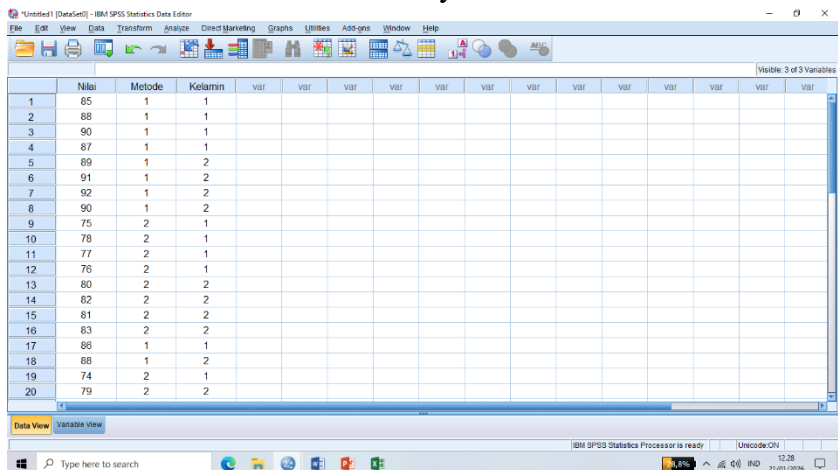 *Untitled1 [DataSet0] - IBM SPSS Statistics Data Editor
File Edit View Data Transform Analyze Direct Marketing Graphs Utilities Add-ons Window Help
Visible: 3 of 3 Variables
Nilai Metode Kelamin var var var var var var var var var var var
1 85 1 1
2 88 1 1
3 90 1 1
4 87 1 1
5 89 1 2
6 91 1 2
7 92 1 2
8 90 1 2
9 75 2 1
10 78 2 1
11 77 2 1
12 76 2 1
13 80 2 2
14 82 2 2
15 81 2 2
16 83 2 2
17 86 1 1
18 88 1 2
19 74 2 1
20 79 2 2
Data View Variable View
IBM SPSS Statistics Processor is ready Unicode:ON
Type here to search 28,8% IND 12.28
21/01/2026